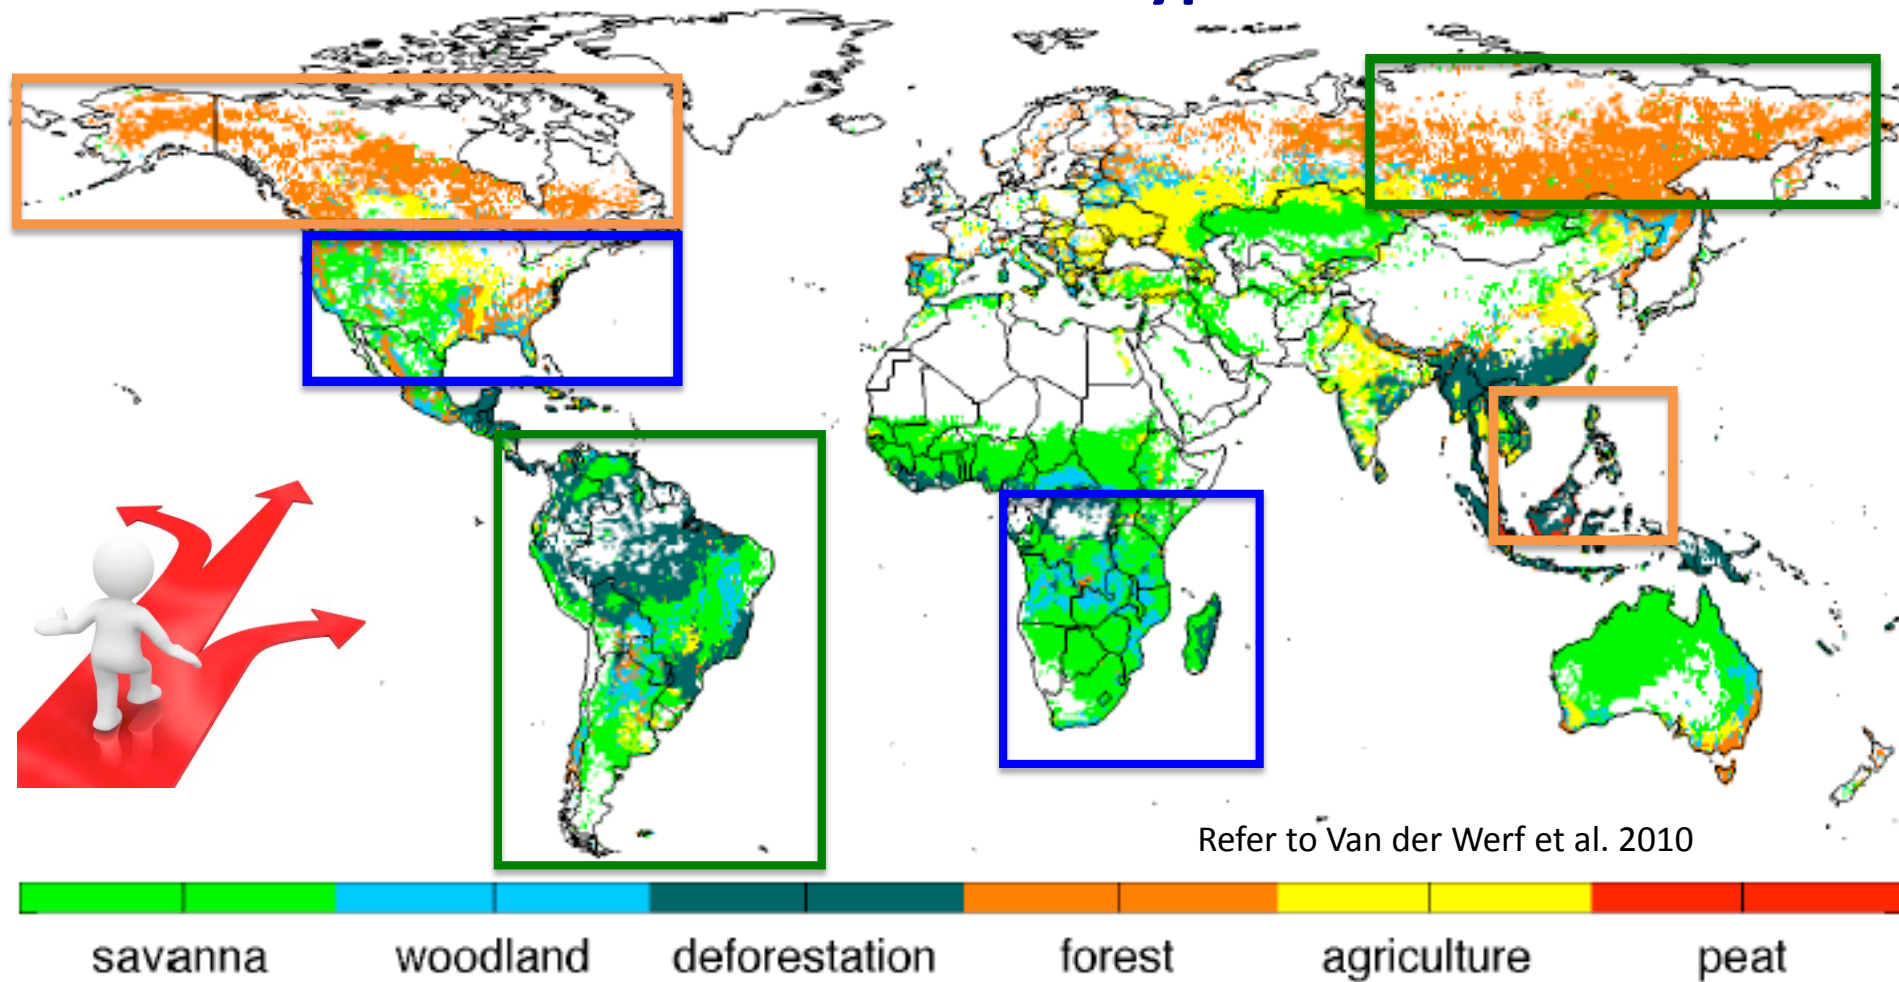 Refer to Van der Werf et al. 2010
savanna woodland deforestation forest agriculture peat